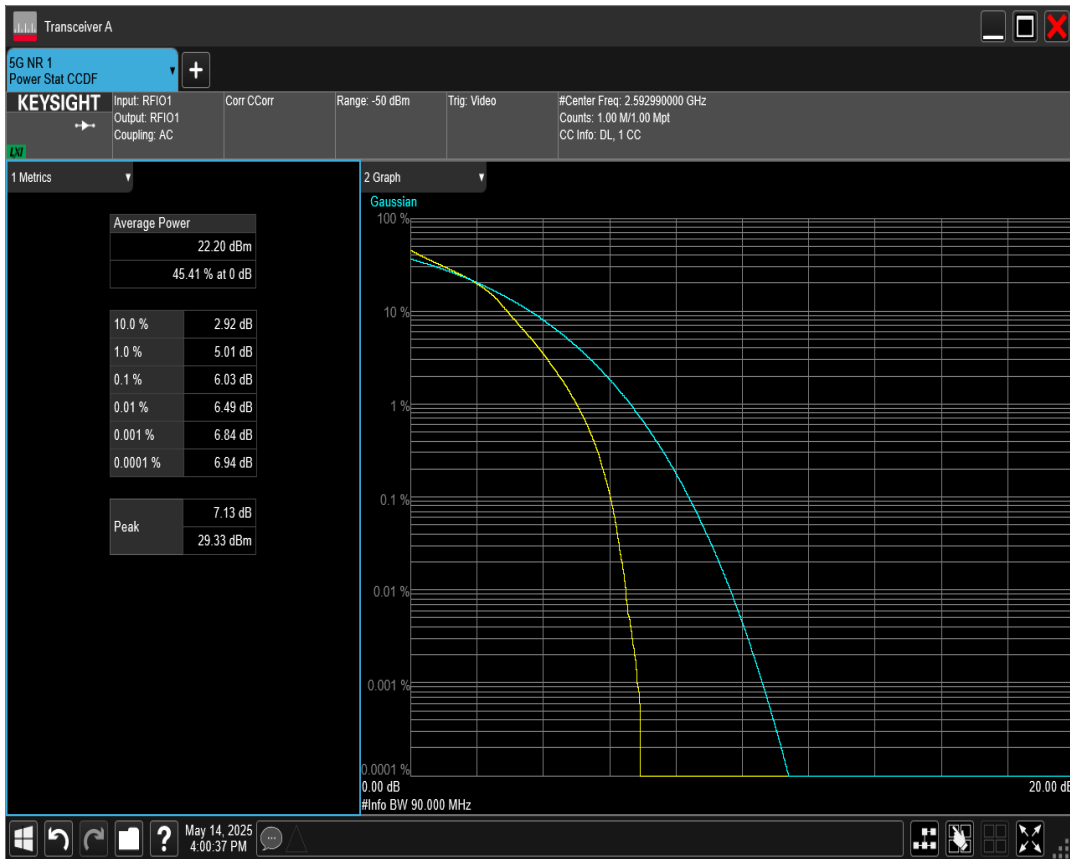 Transceiver A
5G NR 1
Power Stat CCDF
KEYSIGHT
LXI
Input: RFIO1
Output: RFIO1
Coupling: AC
Corr CCorr
Range: -50 dBm
Trig: Video
#Center Freq: 2.592990000 GHz
Counts: 1.00 M/1.00 Mpt
CC Info: DL, 1 CC
1 Metrics
Average Power
22.20 dBm
45.41 % at 0 dB
10.0 % 2.92 dB
1.0 % 5.01 dB
0.1 % 6.03 dB
0.01 % 6.49 dB
0.001 % 6.84 dB
0.0001 % 6.94 dB
Peak 7.13 dB
29.33 dBm
2 Graph
Gaussian
100 %
10 %
1 %
0.1 %
0.01 %
0.001 %
0.0001 %
0.00 dB 20.00 dB
#Info BW 90.000 MHz
May 14, 2025
4:00:37 PM